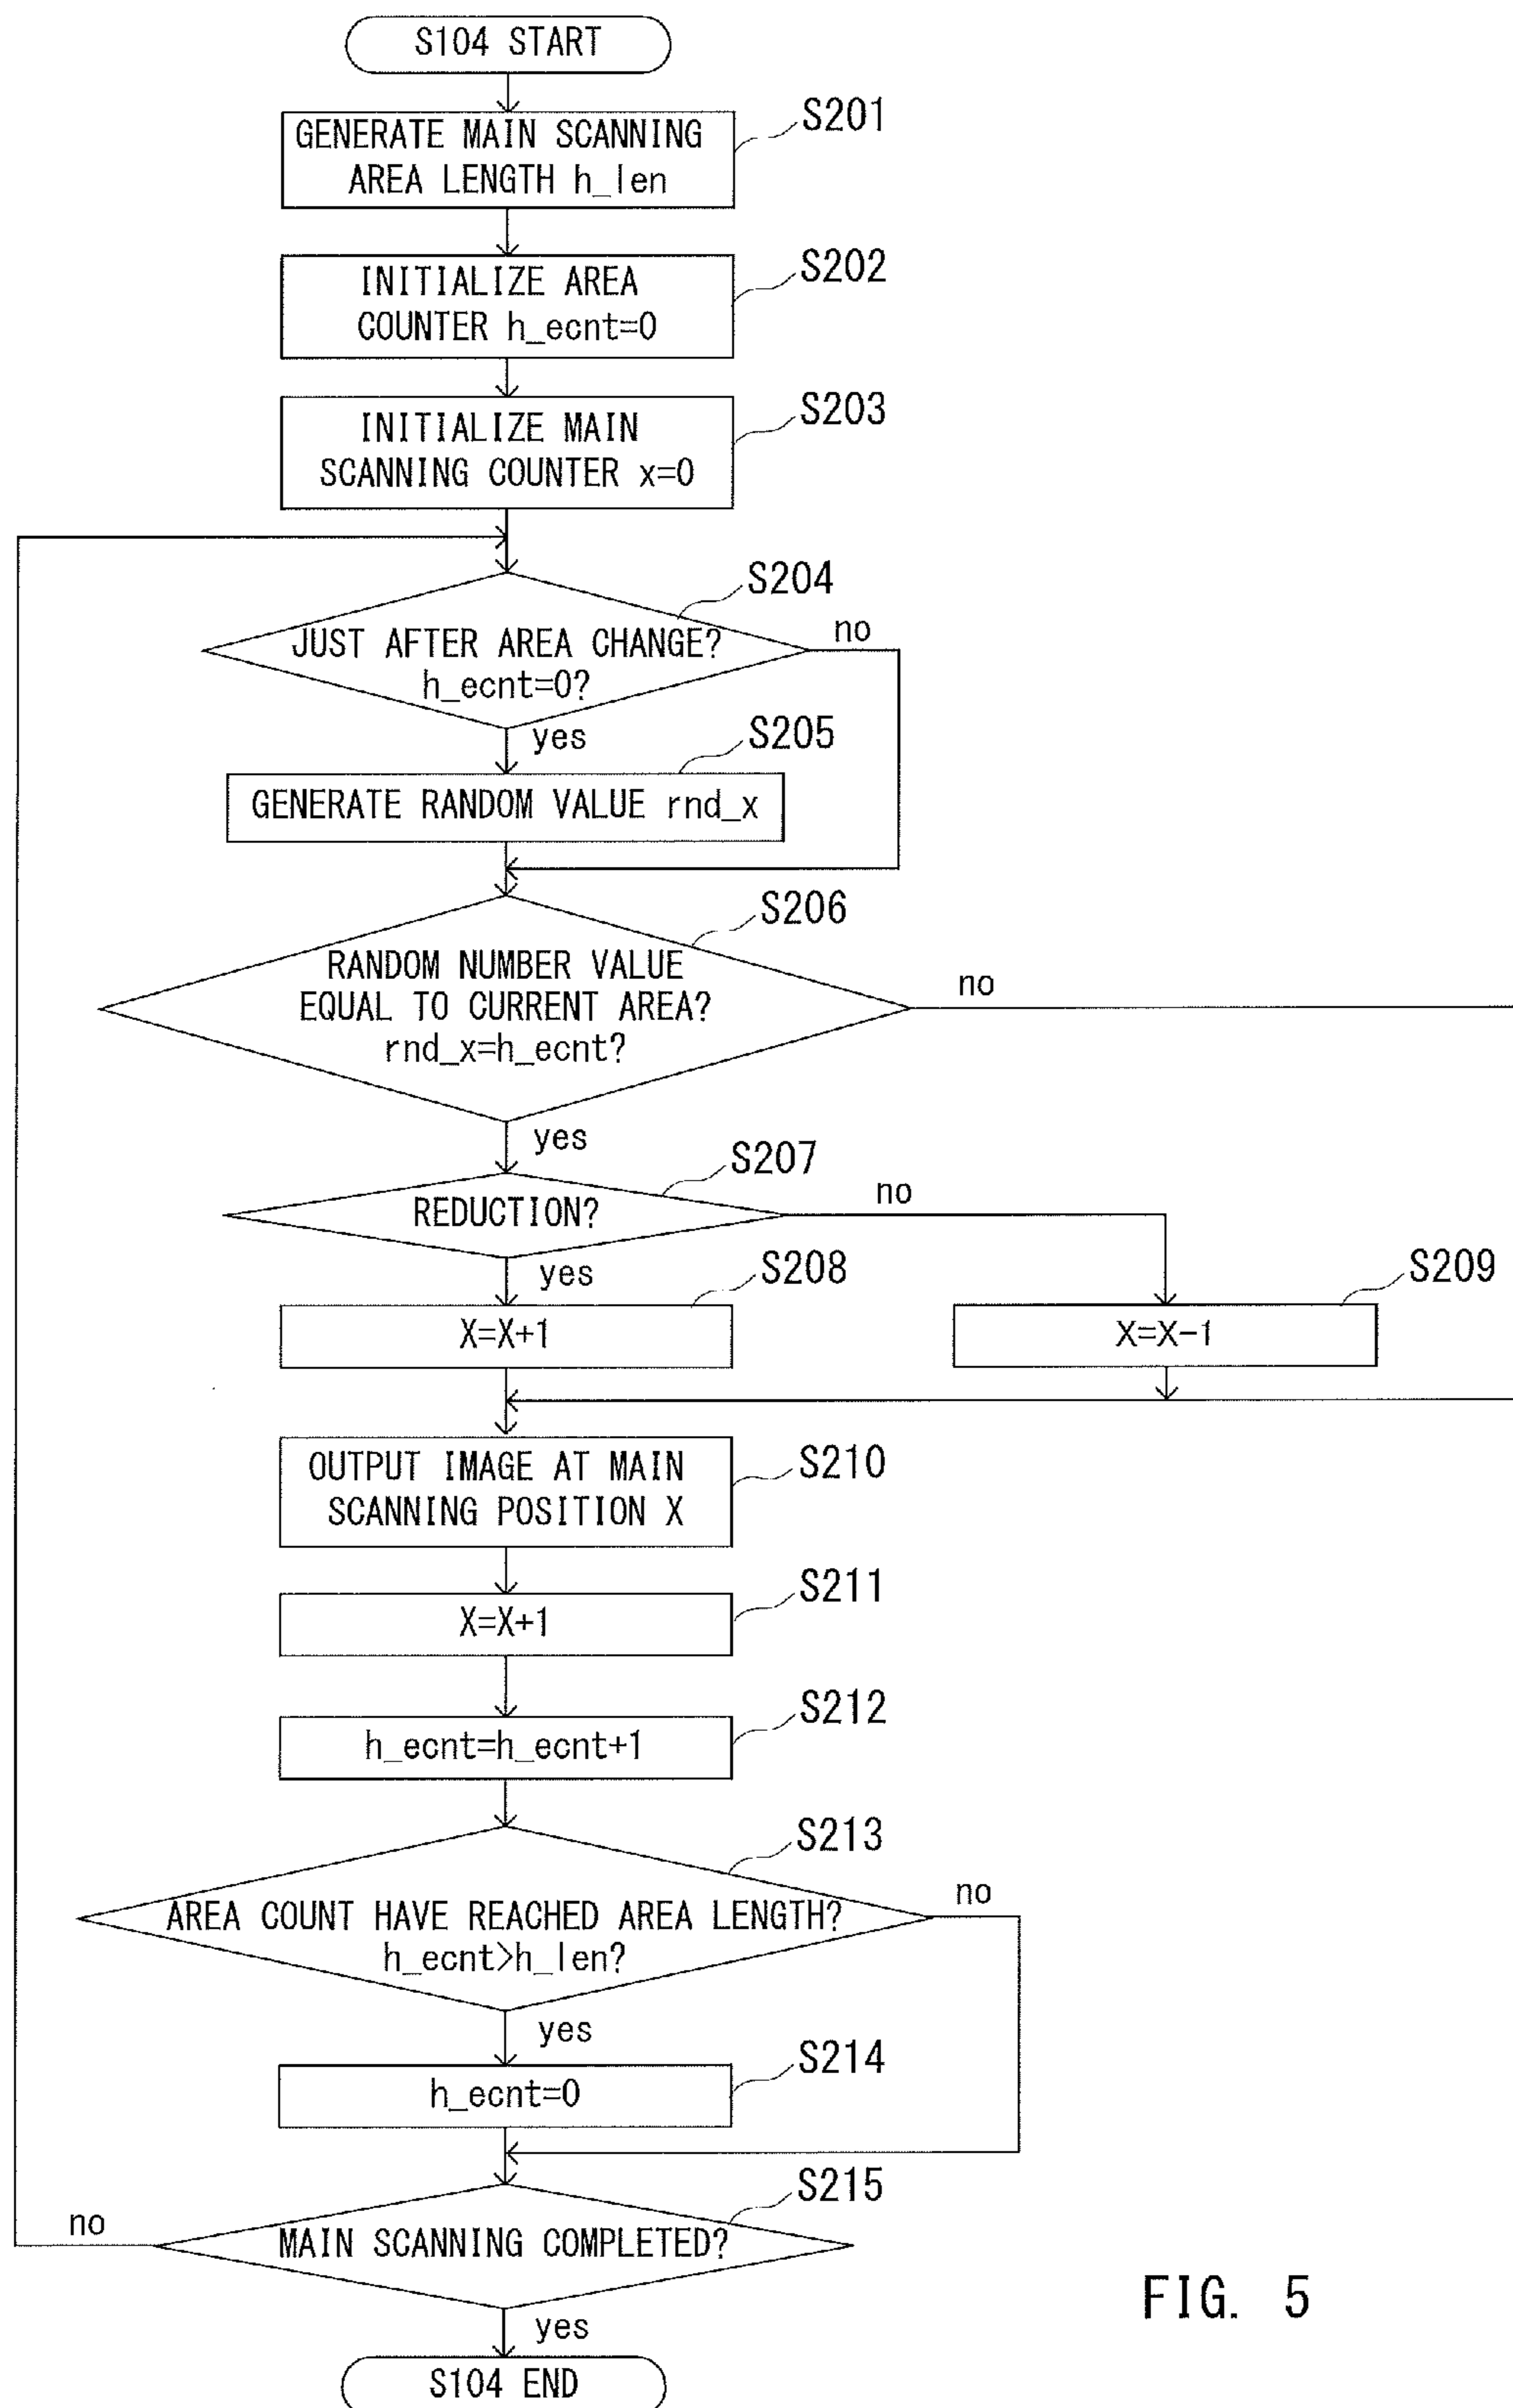 S104 START
S201
GENERATE MAIN SCANNING
AREA LENGTH h_len
S202
INITIALIZE AREA
COUNTER h_ecnt=0
S203
INITIALIZE MAIN
SCANNING COUNTER x=0
S204
JUST AFTER AREA CHANGE?
h_ecnt=0?
no
yes
S205
GENERATE RANDOM VALUE rnd_x
S206
RANDOM NUMBER VALUE
EQUAL TO CURRENT AREA?
rnd_x=h_ecnt?
no
yes
S207
REDUCTION?
no
yes
S208
X=X+1
S209
X=X-1
S210
OUTPUT IMAGE AT MAIN
SCANNING POSITION X
S211
X=X+1
S212
h_ecnt=h_ecnt+1
S213
AREA COUNT HAVE REACHED AREA LENGTH?
h_ecnt>h_len?
no
yes
S214
h_ecnt=0
S215
MAIN SCANNING COMPLETED?
no
yes
S104 END
FIG. 5